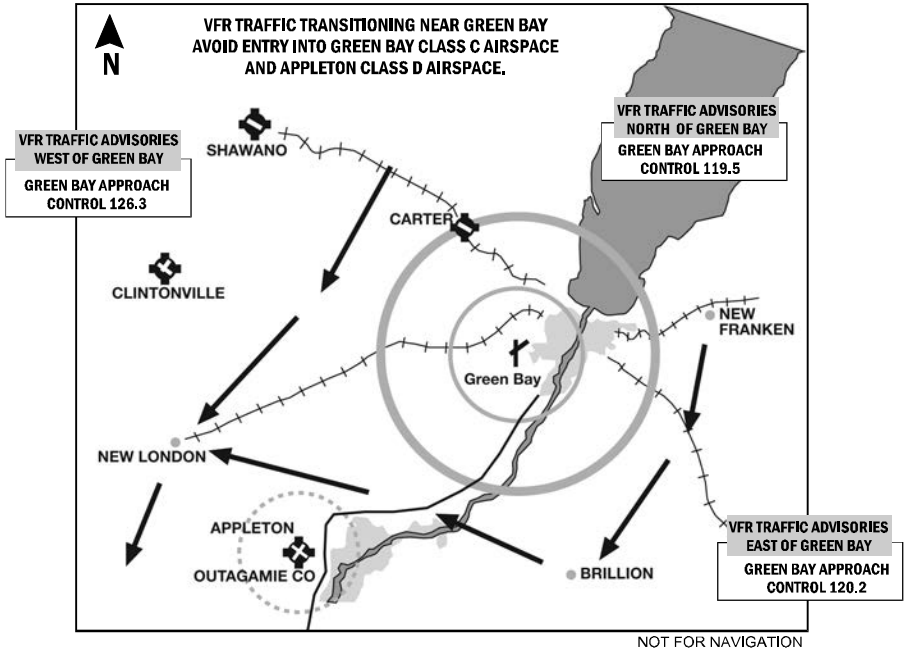 VFR TRAFFIC TRANSITIONING NEAR GREEN BAY
AVOID ENTRY INTO GREEN BAY CLASS C AIRSPACE
AND APPLETON CLASS D AIRSPACE.
N
VFR TRAFFIC ADVISORIES
NORTH OF GREEN BAY
GREEN BAY APPROACH
CONTROL 119.5
VFR TRAFFIC ADVISORIES
WEST OF GREEN BAY
GREEN BAY APPROACH
CONTROL 126.3
SHAWANO
CARTER
CLINTONVILLE
NEW
FRANKEN
Green Bay
NEW LONDON
APPLETON
OUTAGAMIE CO
BRILLION
VFR TRAFFIC ADVISORIES
EAST OF GREEN BAY
GREEN BAY APPROACH
CONTROL 120.2
NOT FOR NAVIGATION